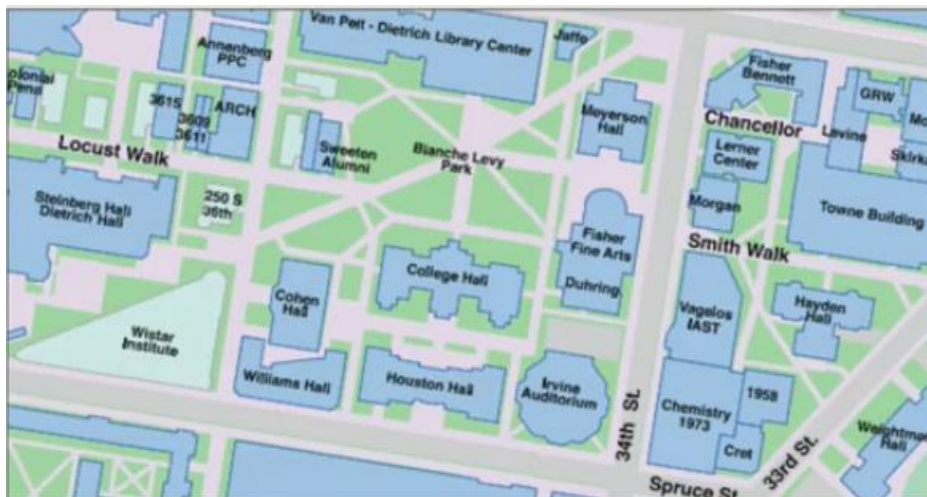 Van Pelt - Dietrich Library Center
Jaffe
Annenberg
PPC
Fisher
Bennett
GRW
Mo
olonial
Penn
3615
ARCH
3609
3611
Meyerson
Hall
Chancellor
Levine
Locust Walk
Sweeten
Alumni
Blanche Levy
Park
Lerner
Center
Skirka
Steinberg Hall
Dietrich Hall
250 S
36th
Morgan
Towne Building
Fisher
Fine Arts
Smith Walk
College Hall
Duhring
Cohen
Hall
Vagelos
IAST
Hayden
Hall
Wistar
Institute
Williams Hall
Houston Hall
Irvine
Auditorium
34th St.
Chemistry
1973
1958
Cret
33rd St.
Weightman
Hall
Spruce St.